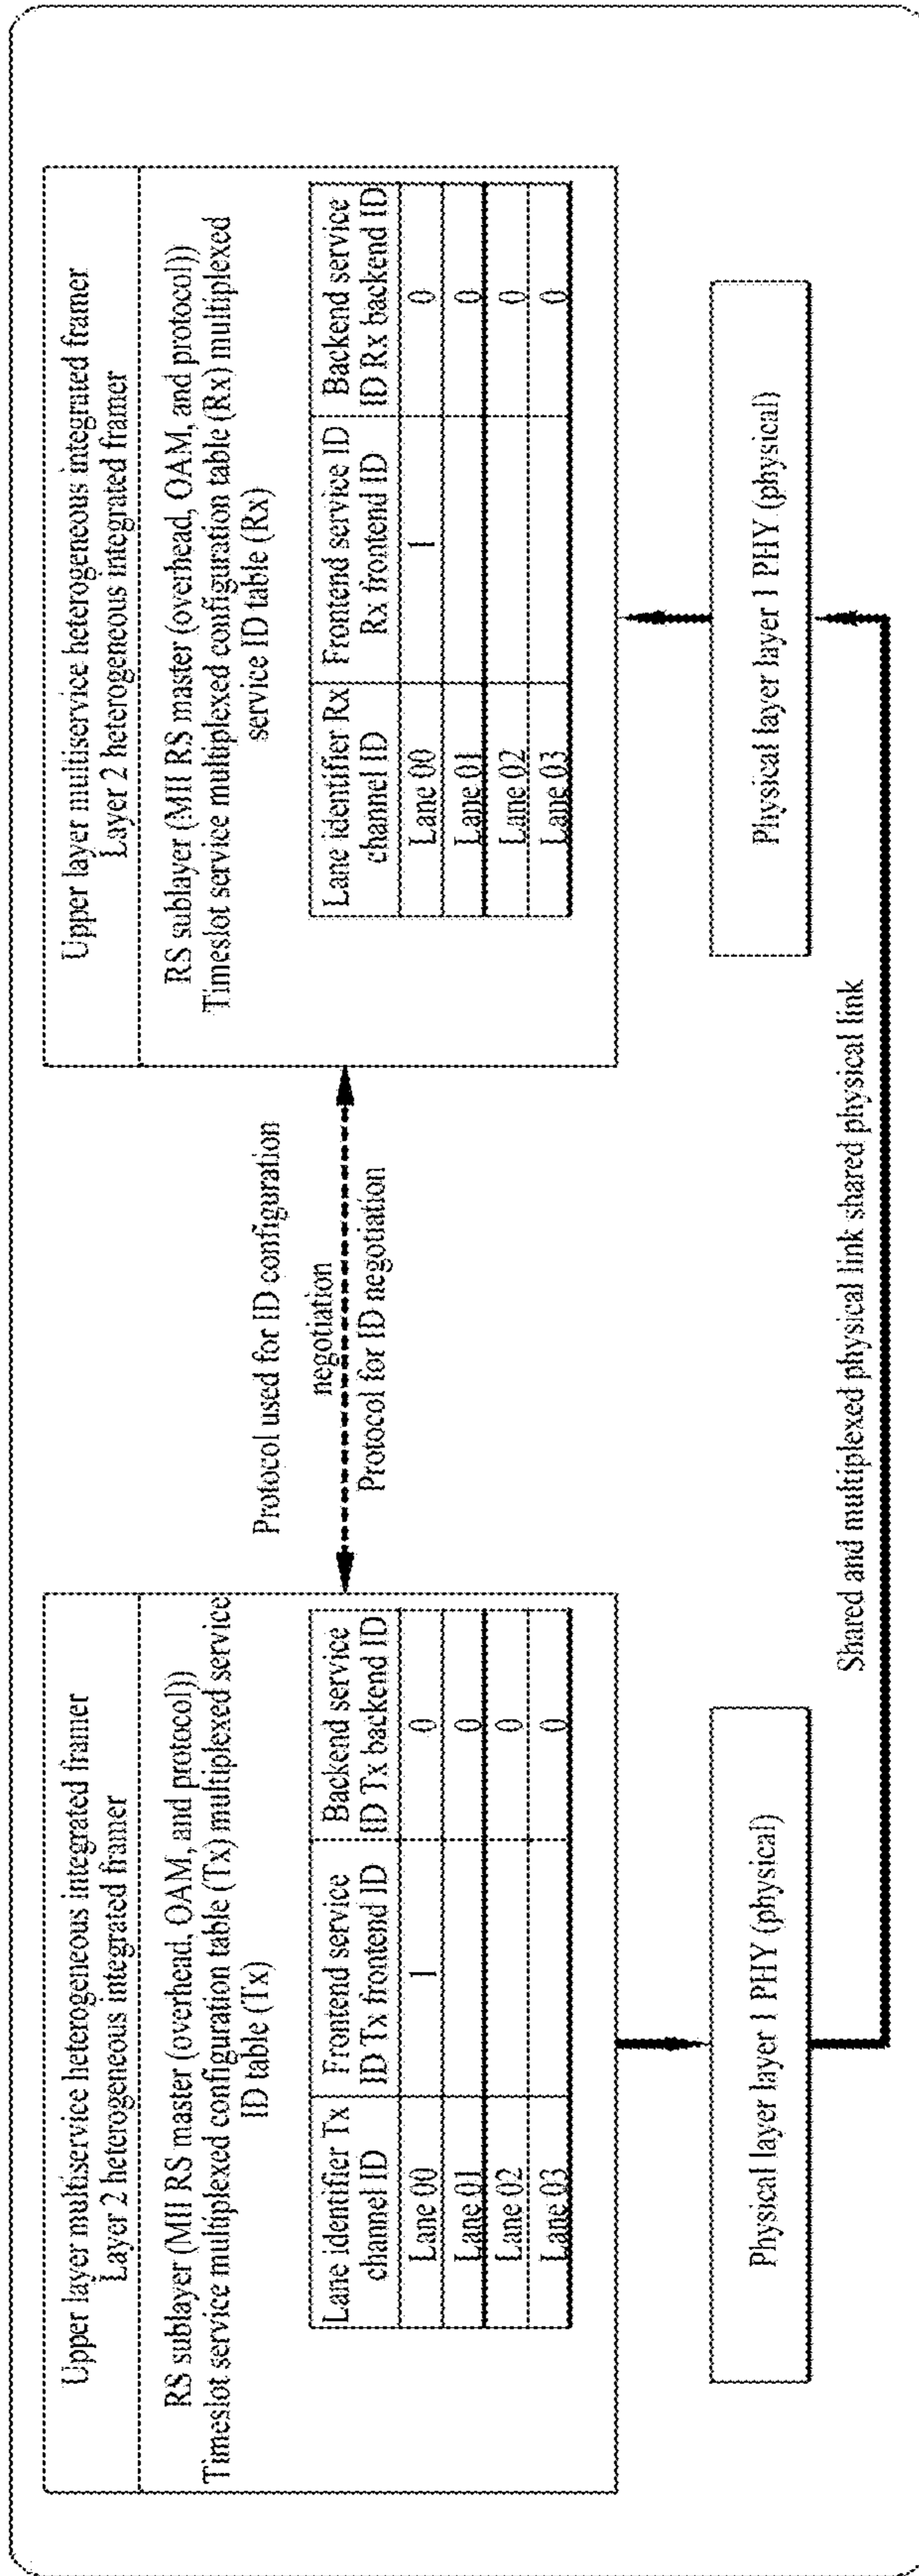 Upper layer multiservice heterogeneous integrated framer
Layer 2 heterogeneous integrated framer
RS sublayer (MII RS master (overhead, OAM, and protocol))
Timeslot service multiplexed configuration table (Tx) multiplexed service
ID table (Tx)
Lane identifier Tx
channel ID
Frontend service
ID Tx frontend ID
Backend service
ID Tx backend ID
Lane 00
1
0
Lane 01
0
Lane 02
0
Lane 03
0
Physical layer layer 1 PHY (physical)
Protocol used for ID configuration
negotiation
Protocol for ID negotiation
Upper layer multiservice heterogeneous integrated framer
Layer 2 heterogeneous integrated framer
RS sublayer (MII RS master (overhead, OAM, and protocol))
Timeslot service multiplexed configuration table (Rx) multiplexed
service ID table (Rx)
Lane identifier Rx
channel ID
Frontend service ID
Rx frontend ID
Backend service
ID Rx backend ID
Lane 00
1
0
Lane 01
0
Lane 02
0
Lane 03
0
Physical layer layer 1 PHY (physical)
Shared and multiplexed physical link shared physical link